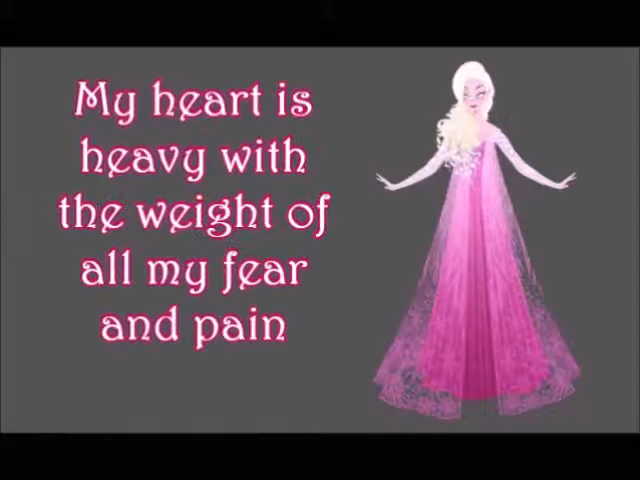 My heart is
heavy with
the weight of
all my fear
and pain